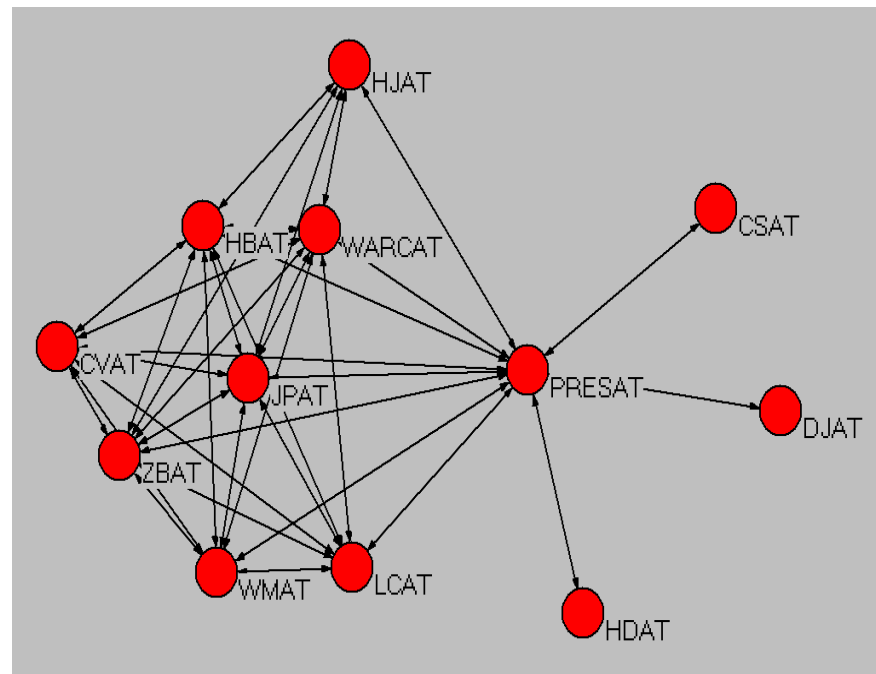 HJAT
CSAT
HBAT
WARCAT
CVAT
JPAT
PRESAT
DJAT
ZBAT
WMAT
LCAT
HDAT